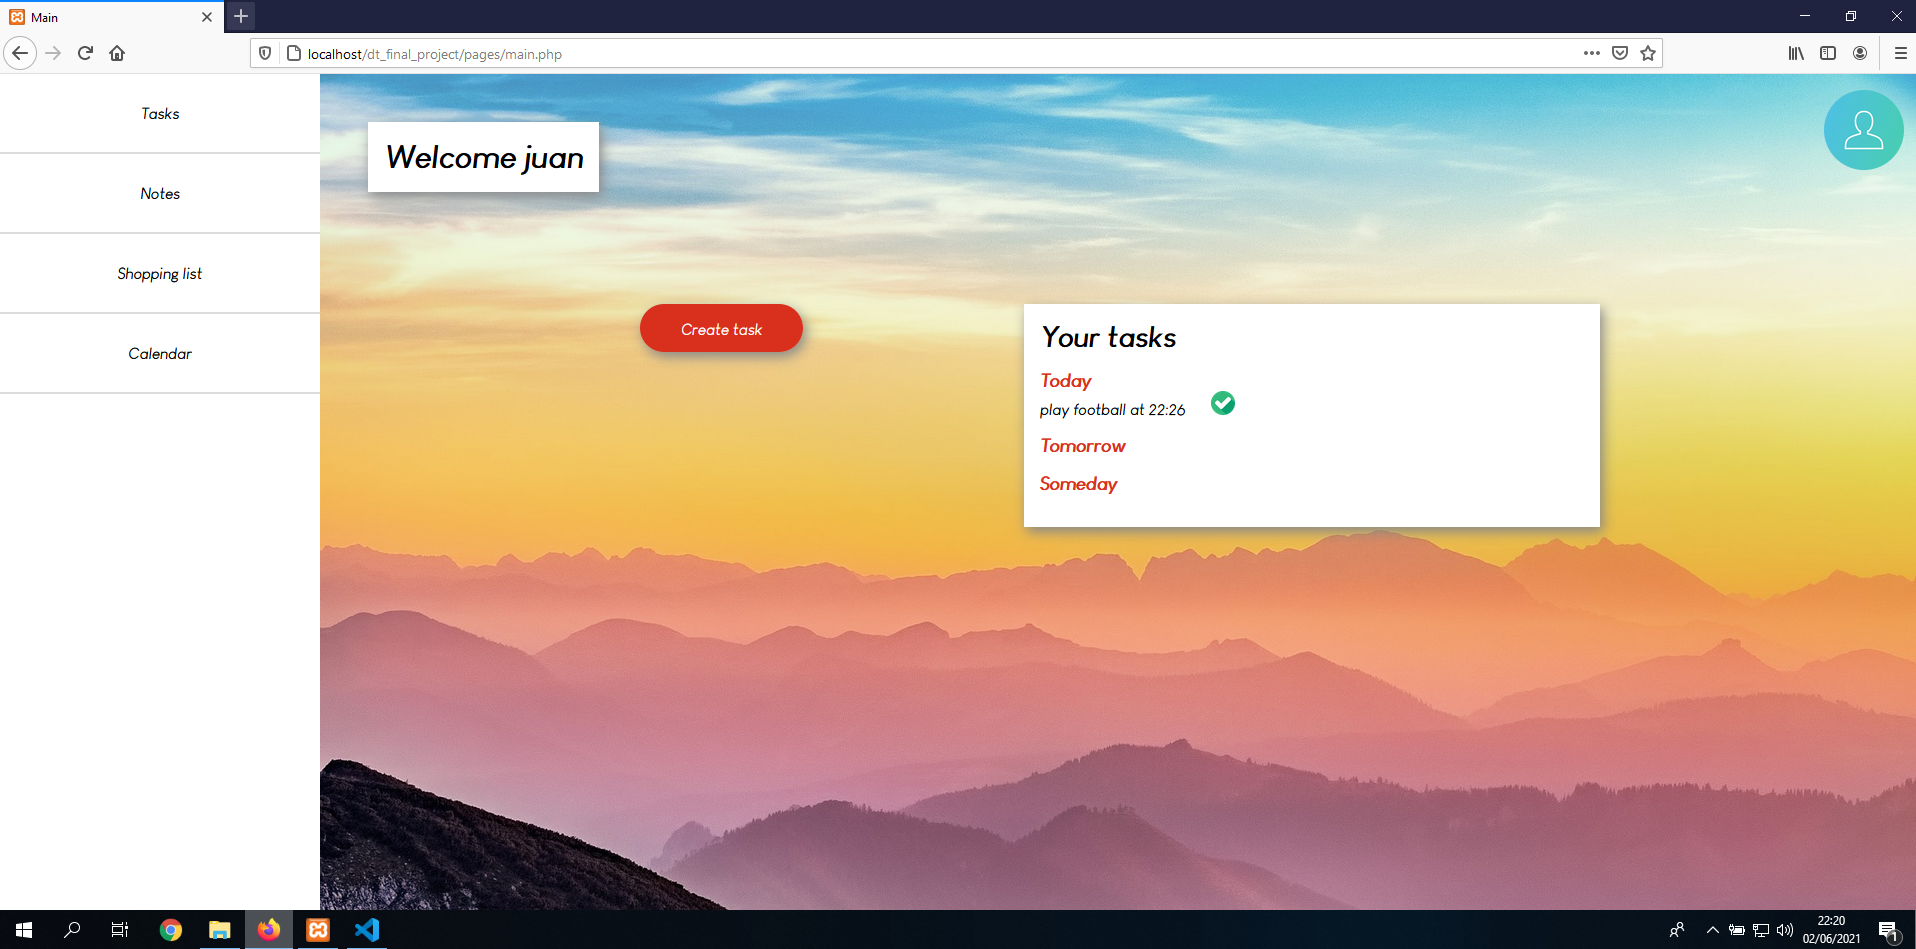 Main
localhost/dt_final_project/pages/main.php
Tasks
Notes
Shopping list
Calendar
Welcome juan
Create task
Your tasks
Today
play football at 22:26
Tomorrow
Someday
22:20
02/06/2021
1